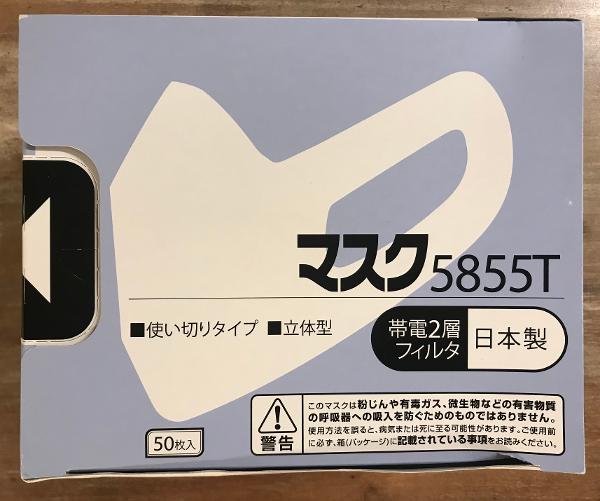 マスク5855T
■使い切りタイプ ■立体型
帯電2層
フィルタ
日本製
警告
このマスクは粉じんや有毒ガス、微生物などの有害物質
の呼吸器への吸入を防ぐためのものではありません。
使用方法を誤ると、病気または死に至る可能性があります。ご使用前
に必ず、箱(パッケージ)に記載されている事項をお読みください。
50枚入